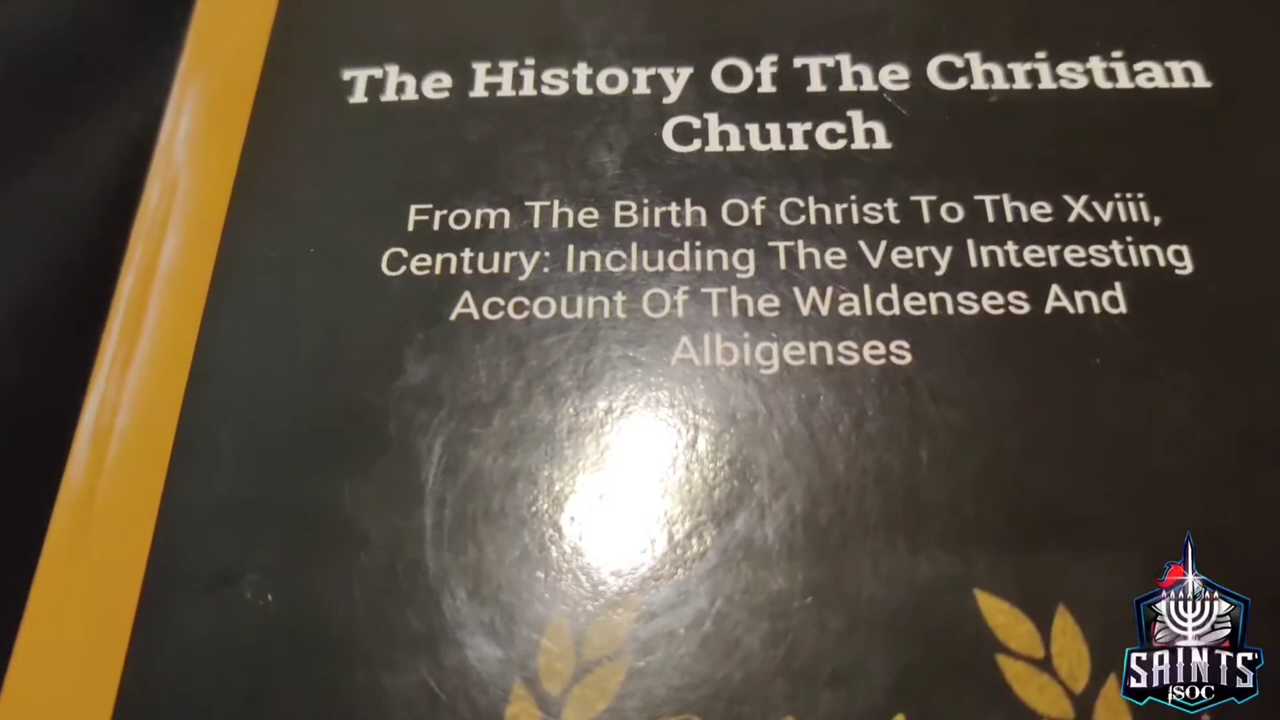 The History Of The Christian
Church
From The Birth Of Christ To The Xviii,
Century: Including The Very Interesting
Account Of The Waldenses And
Albigenses
SAINTS
SOC